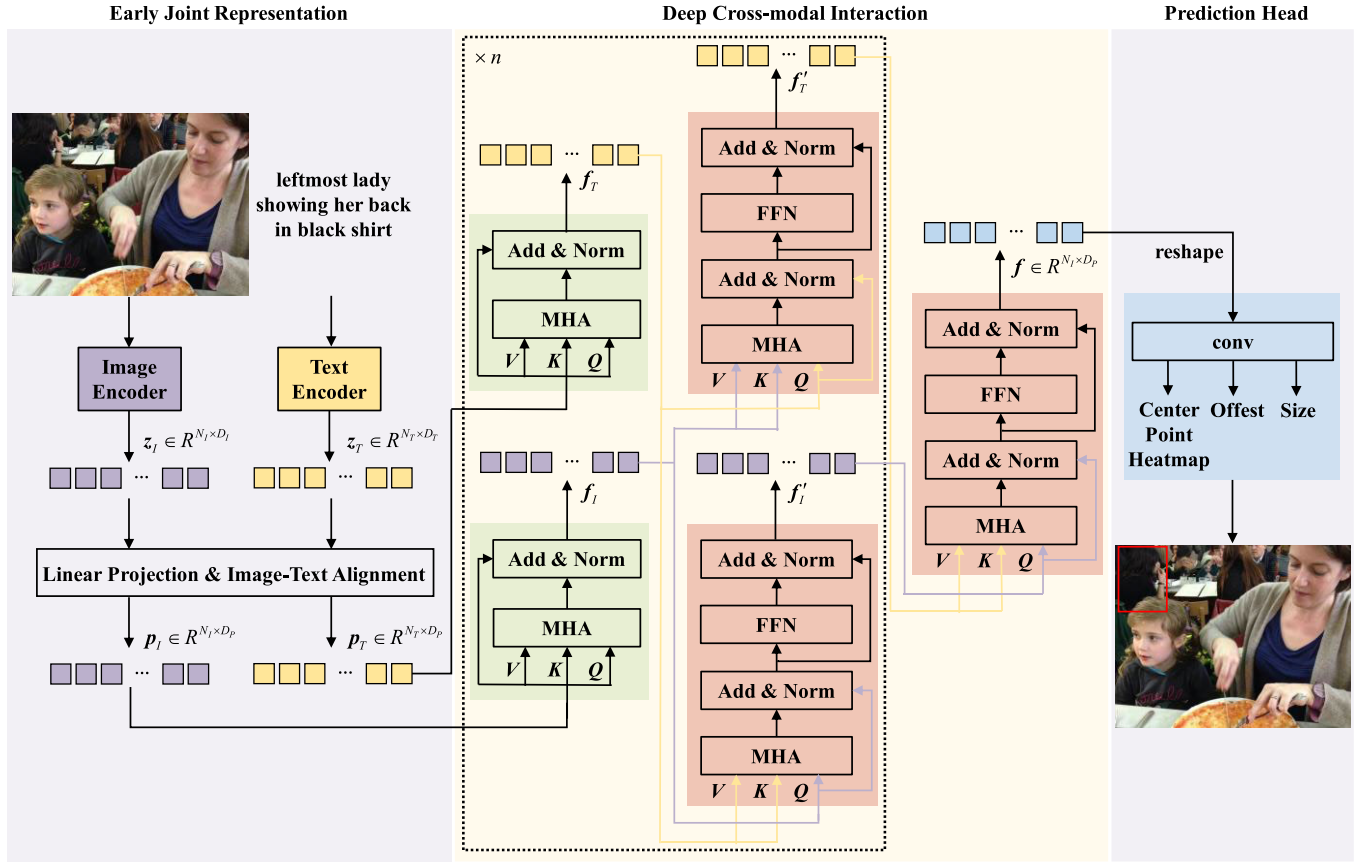 Early Joint Representation
Deep Cross-modal Interaction
Prediction Head
leftmost lady
showing her back
in black shirt
Image
Encoder
Text
Encoder
z_I ∈ R^{N_I×D_I}
z_T ∈ R^{N_T×D_T}
...
...
Linear Projection & Image-Text Alignment
p_I ∈ R^{N_I×D_P}
p_T ∈ R^{N_T×D_P}
...
...
× n
...
f_T
Add & Norm
MHA
V K Q
...
f_I
Add & Norm
MHA
V K Q
...
f'_T
Add & Norm
FFN
Add & Norm
MHA
V K Q
...
f'_I
Add & Norm
FFN
Add & Norm
MHA
V K Q
...
f ∈ R^{N_I×D_P}
Add & Norm
FFN
Add & Norm
MHA
V K Q
reshape
conv
Center
Point
Heatmap
Offest
Size